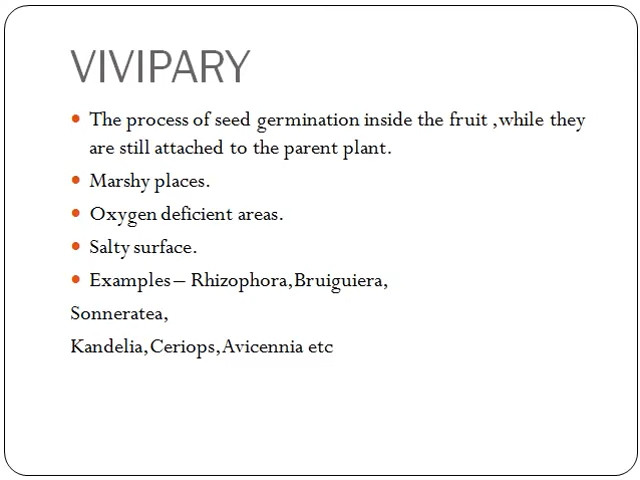 VIVIPARY
• The process of seed germination inside the fruit ,while they
are still attached to the parent plant.
• Marshy places.
• Oxygen deficient areas.
• Salty surface.
• Examples – Rhizophora,Bruiguiera,
Sonneratea,
Kandelia,Ceriops,Avicennia etc